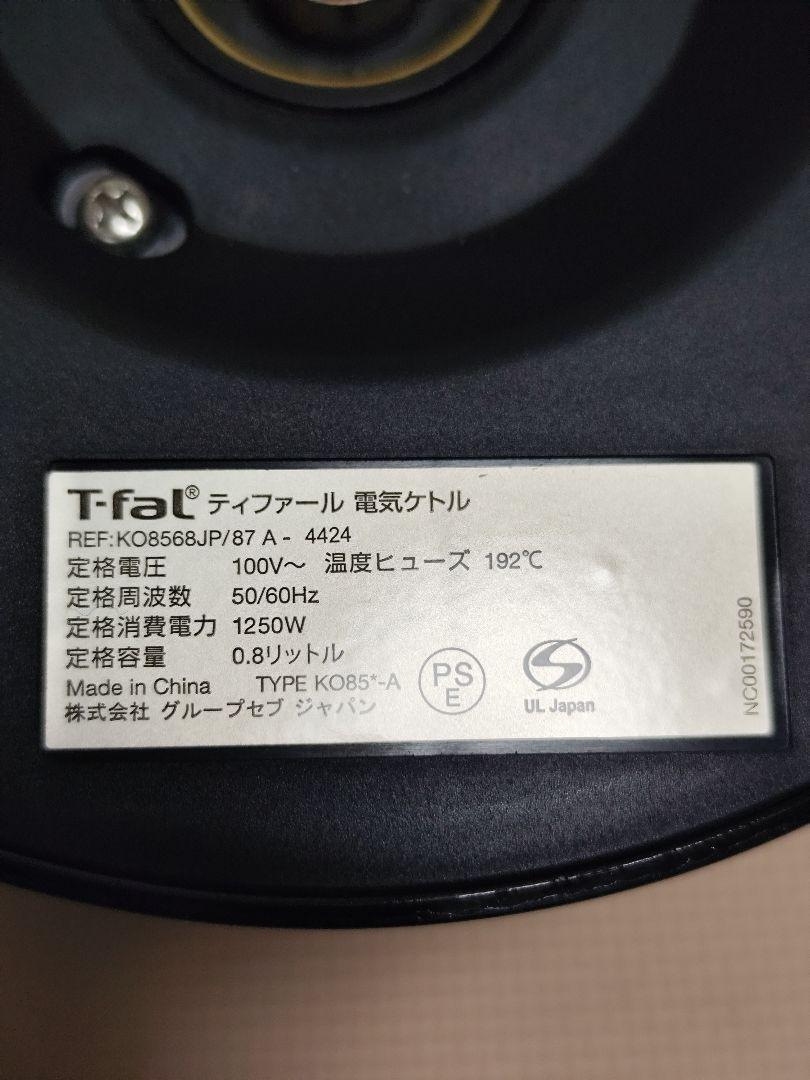 T-faL® ティファール 電気ケトル
REF:KO8568JP/87 A - 4424
定格電圧 100V～ 温度ヒューズ 192℃
定格周波数 50/60Hz
定格消費電力 1250W
定格容量 0.8リットル
Made in China TYPE KO85*-A
株式会社 グループセブ ジャパン
PS
E
S
UL Japan
NC00172590